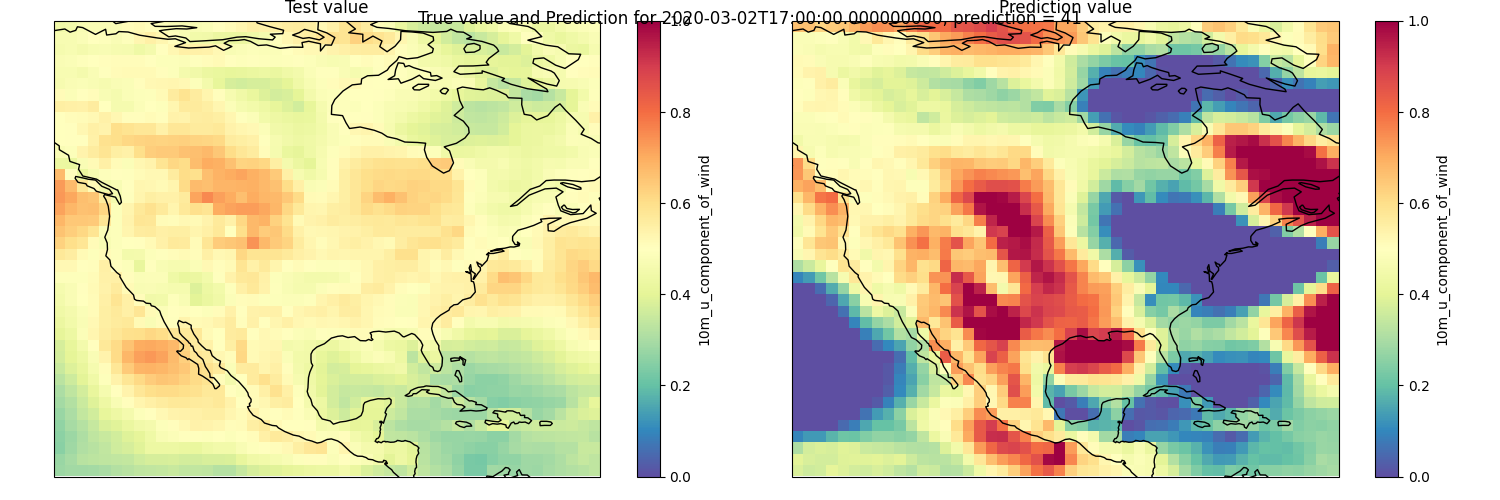 Test value
True value and Prediction for 2020-03-02T17:00:00.000000000 prediction = 41
Prediction value
1.0
0.8
0.6
0.4
0.2
0.0
10m_u_component_of_wind
1.0
0.8
0.6
0.4
0.2
0.0
10m_u_component_of_wind